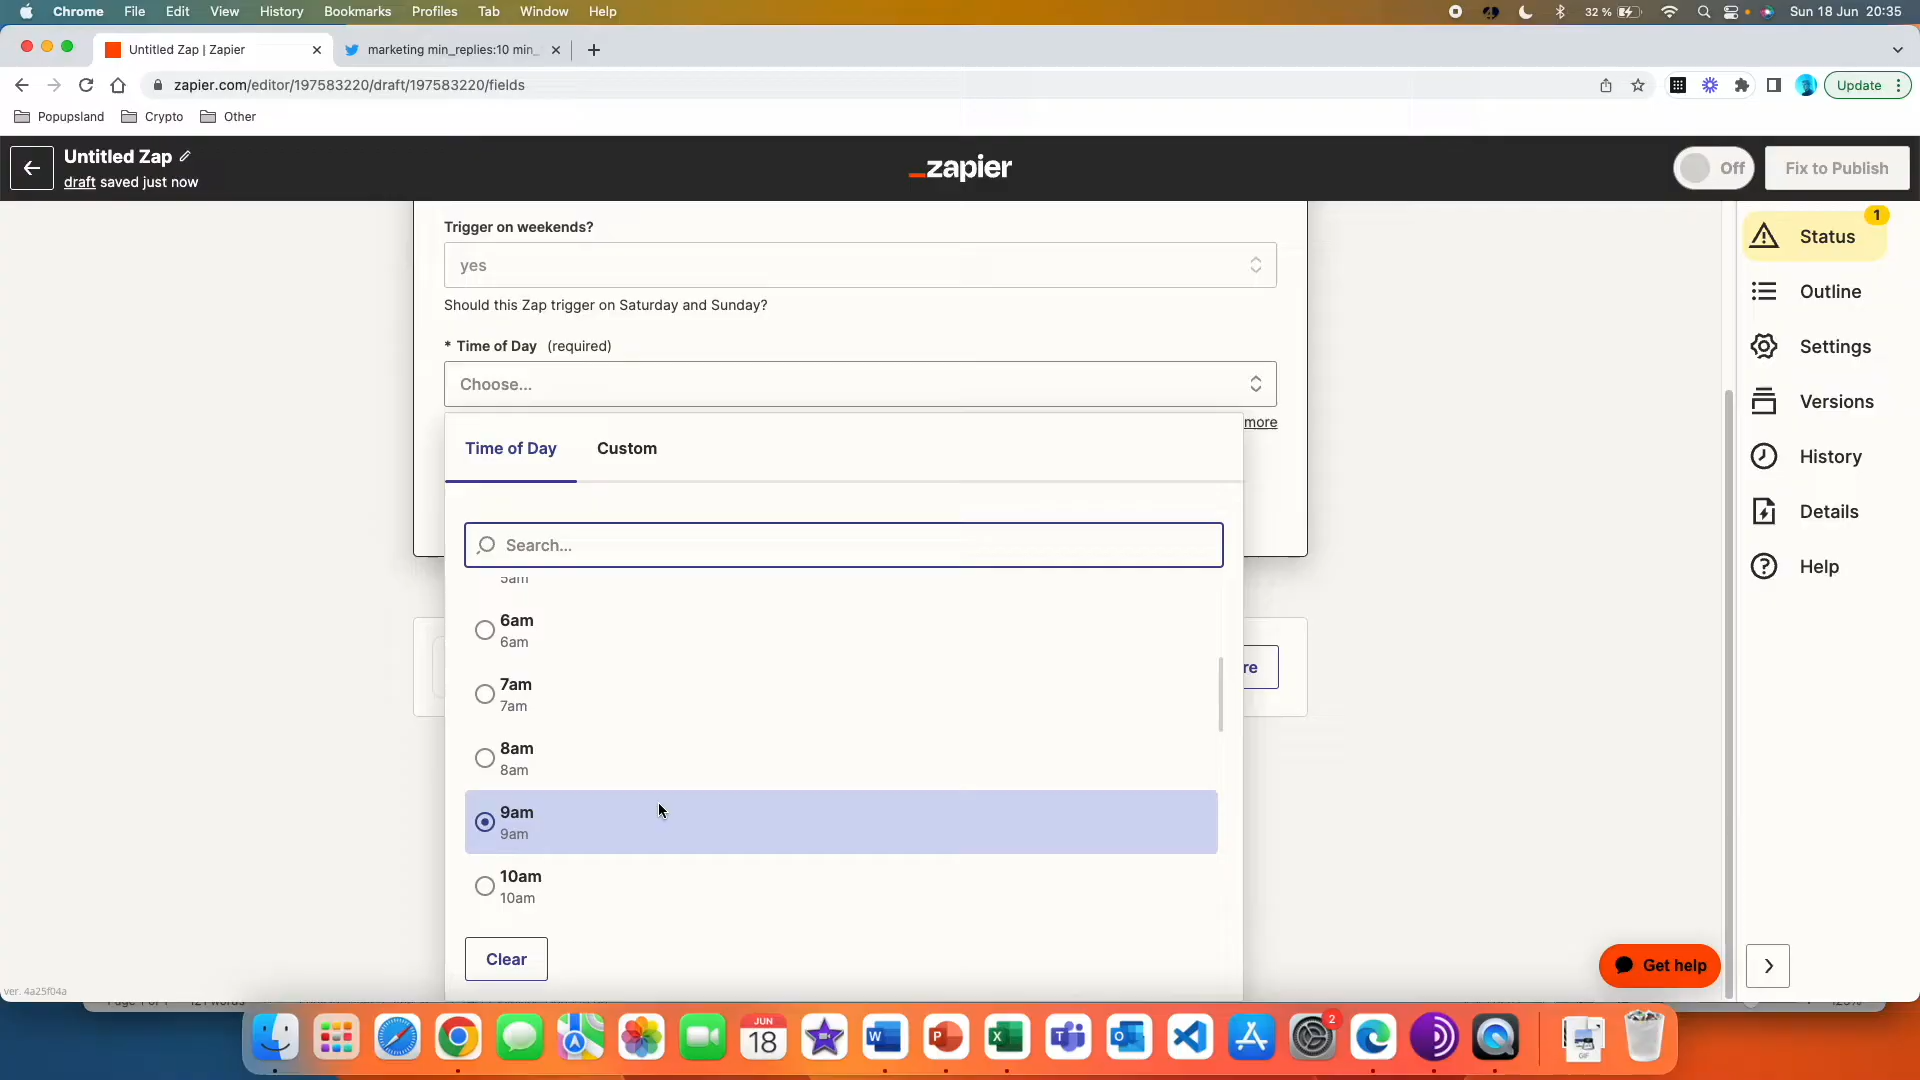 Chrome File Edit View History Bookmarks Profiles Tab Window Help
32 % Sun 18 Jun 20:35
Untitled Zap | Zapier
marketing min_replies:10 min_
zapier.com/editor/197583220/draft/197583220/fields
Update
Popupsland Crypto Other
Untitled Zap
draft saved just now
zapier
Off
Fix to Publish
Trigger on weekends?
yes
Should this Zap trigger on Saturday and Sunday?
* Time of Day (required)
Choose...
more
Time of Day Custom
Search...
5am
6am
6am
7am
7am
8am
8am
9am
9am
10am
10am
Clear
re
1
Status
Outline
Settings
Versions
History
Details
Help
Get help
ver. 4a25f04a
JUN
18
2
GIF